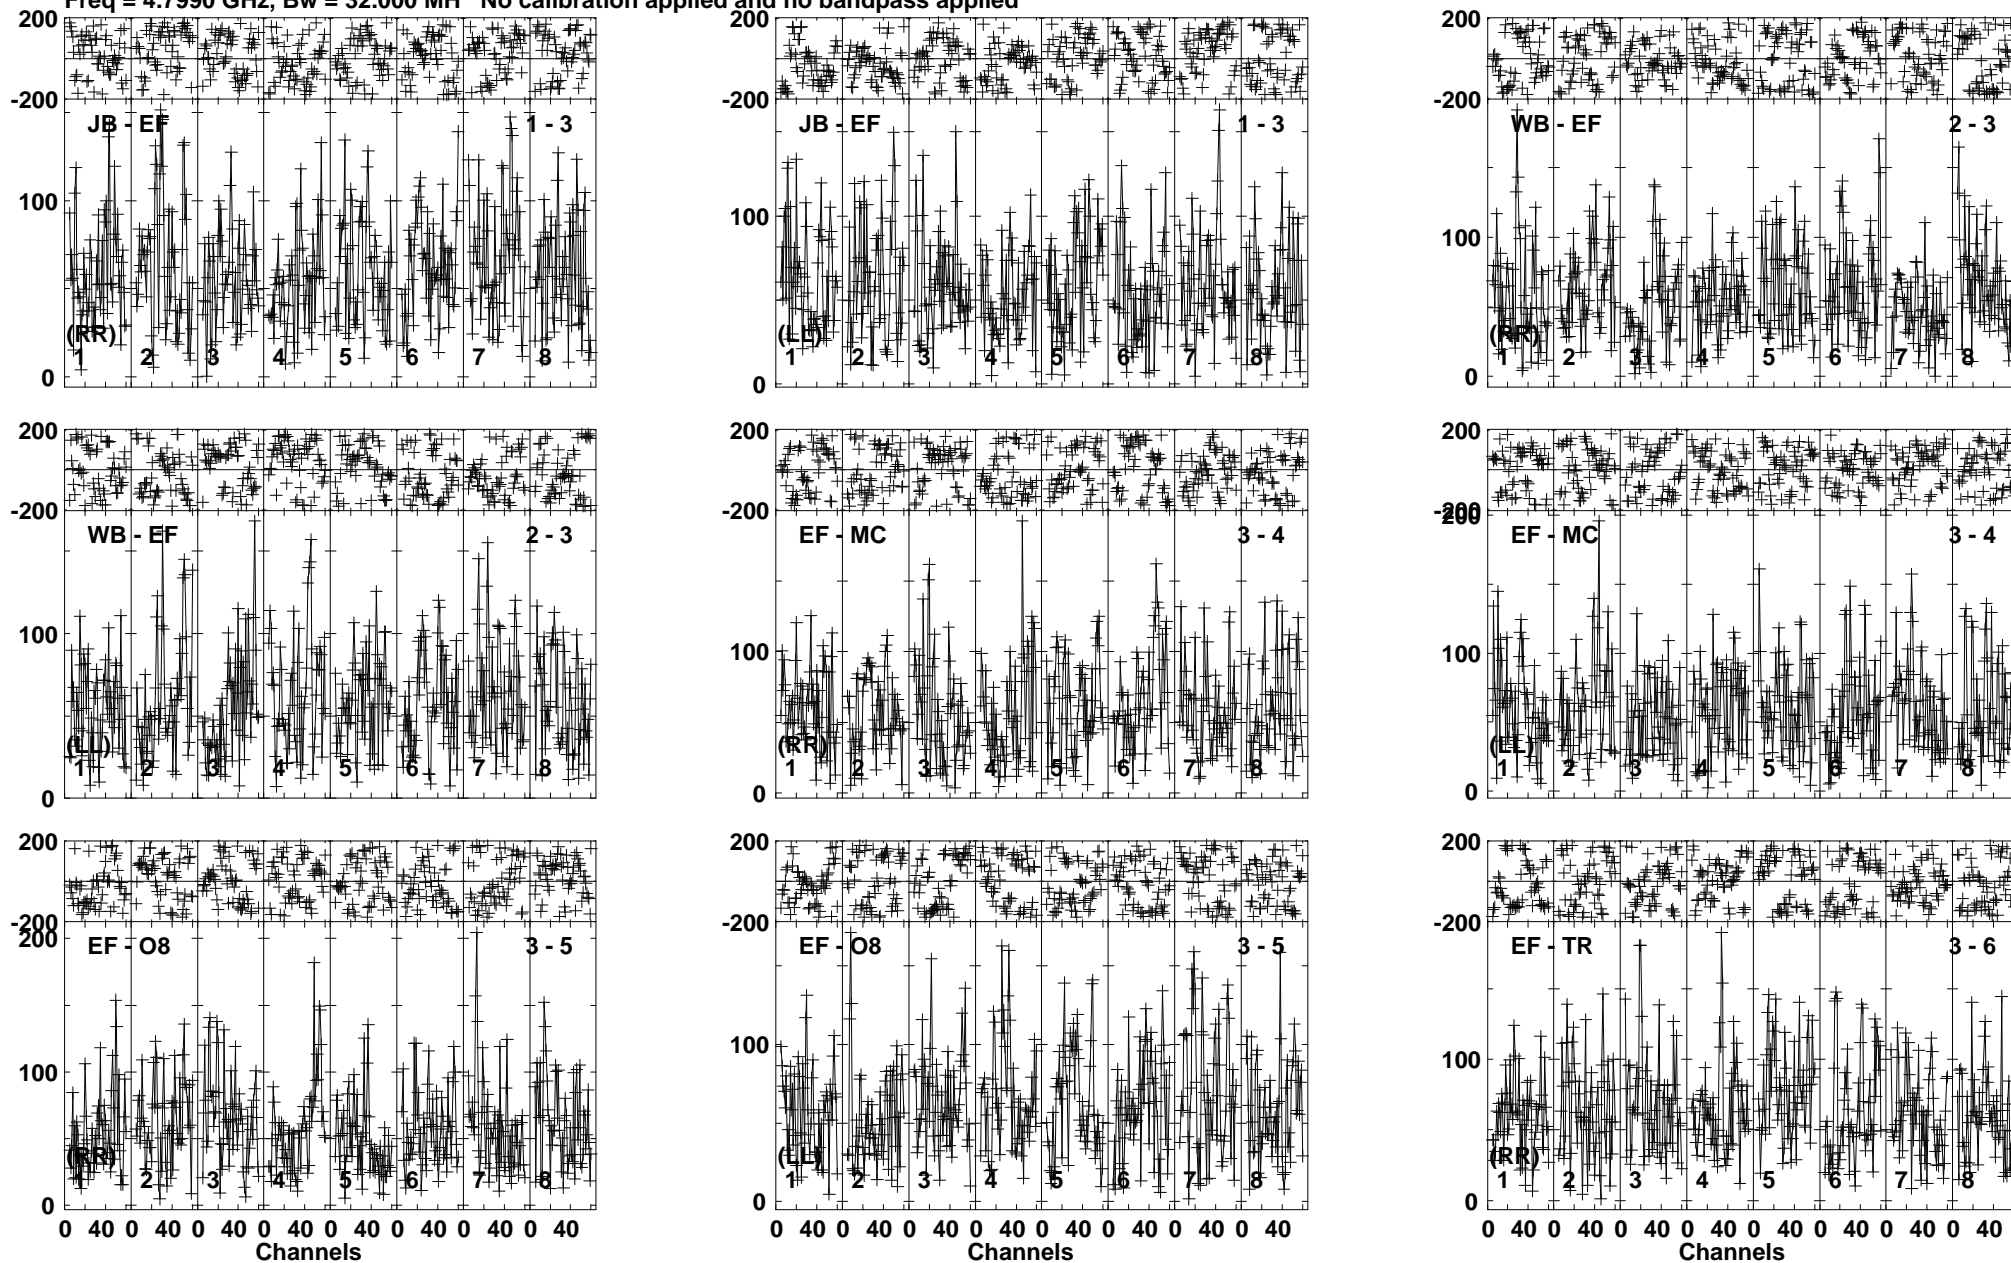 Freq = 4.7990 GHz, Bw = 32.000 MH No calibration applied and no bandpass applied
200 200 200
-200 -200 -200
JB - EF 1 - 3 JB - EF 1 - 3 WB - EF 2 - 3
100 100 100
(RR) (LL) (RR)
1 2 3 4 5 6 7 8 1 2 3 4 5 6 7 8 1 2 3 4 5 6 7 8
0 0 0
200 200 200
-200 -200 -200
200
WB - EF 2 - 3 EF - MC 3 - 4 EF - MC 3 - 4
100 100 100
(LL) (RR) (LL)
1 2 3 4 5 6 7 8 1 2 3 4 5 6 7 8 1 2 3 4 5 6 7 8
0 0 0
200 200 200
-200 -200 -200
200
EF - O8 3 - 5 EF - O8 3 - 5 EF - TR 3 - 6
100 100 100
(RR) (LL) (RR)
1 2 3 4 5 6 7 8 1 2 3 4 5 6 7 8 1 2 3 4 5 6 7 8
0 0 0
0 40 0 40 0 40 0 40 0 40 0 40 0 40 0 40 0 40 0 40 0 40 0 40 0 40 0 40 0 40 0 40 0 40 0 40 0 40 0 40 0 40 0 40 0 40 0 40
Channels Channels Channels